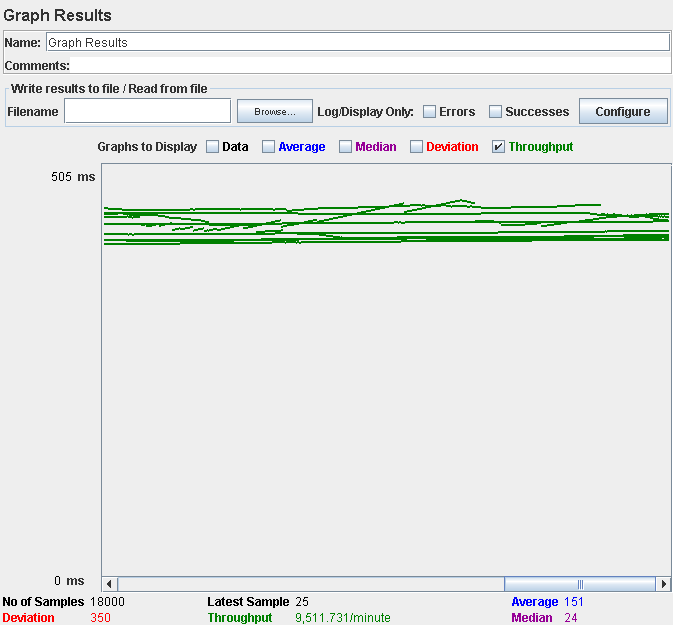 Graph Results
Name: Graph Results
Comments:
Write results to file / Read from file
Filename Browse... Log/Display Only: Errors Successes Configure
Graphs to Display Data Average Median Deviation Throughput
505 ms
0 ms
No of Samples 18000 Latest Sample 25 Average 151
Deviation 350 Throughput 9,511.731/minute Median 24